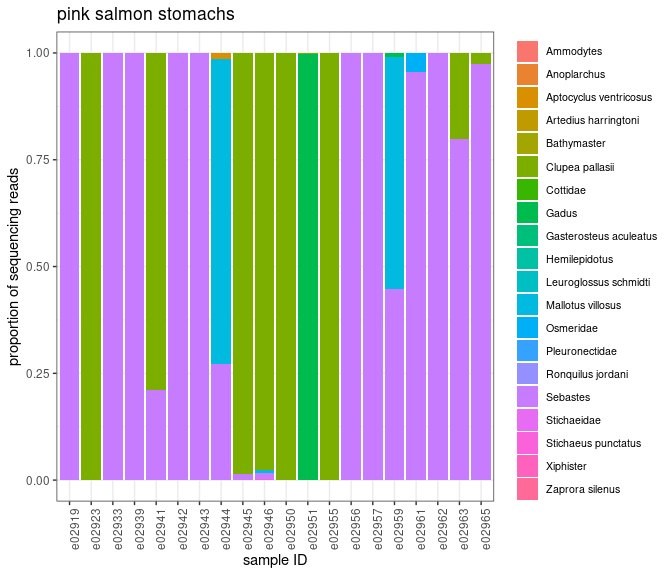 pink salmon stomachs
proportion of sequencing reads
1.00
0.75
0.50
0.25
0.00
e02919
e02923
e02933
e02939
e02941
e02942
e02943
e02944
e02945
e02946
e02950
e02951
e02955
e02956
e02957
e02959
e02961
e02962
e02963
e02965
sample ID
Ammodytes
Anoplarchus
Aptocyclus ventricosus
Artedius harringtoni
Bathymaster
Clupea pallasii
Cottidae
Gadus
Gasterosteus aculeatus
Hemilepidotus
Leuroglossus schmidti
Mallotus villosus
Osmeridae
Pleuronectidae
Ronquilus jordani
Sebastes
Stichaeidae
Stichaeus punctatus
Xiphister
Zaprora silenus